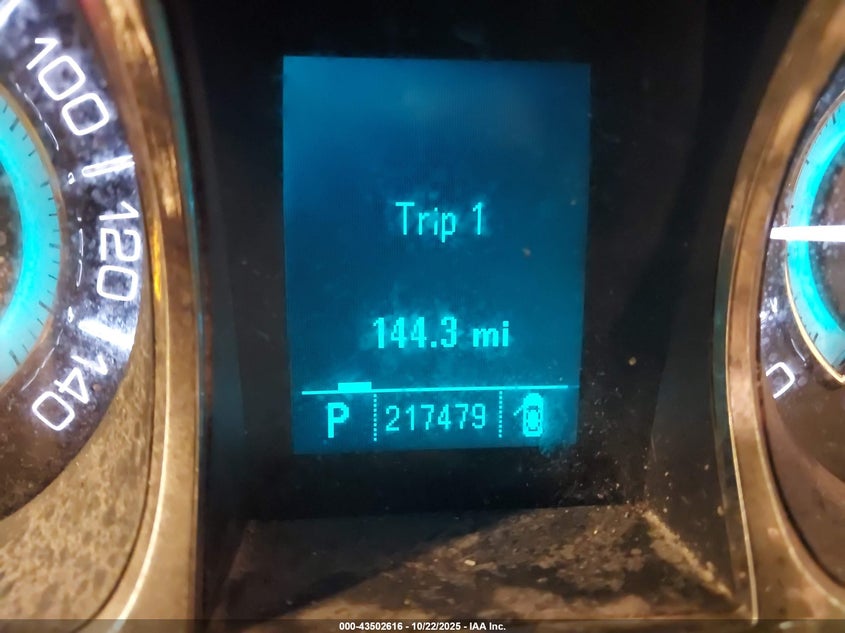 100
120
140
Trip 1
144.3 mi
P 217479
000-43502616 - 10/22/2025 - IAA Inc.